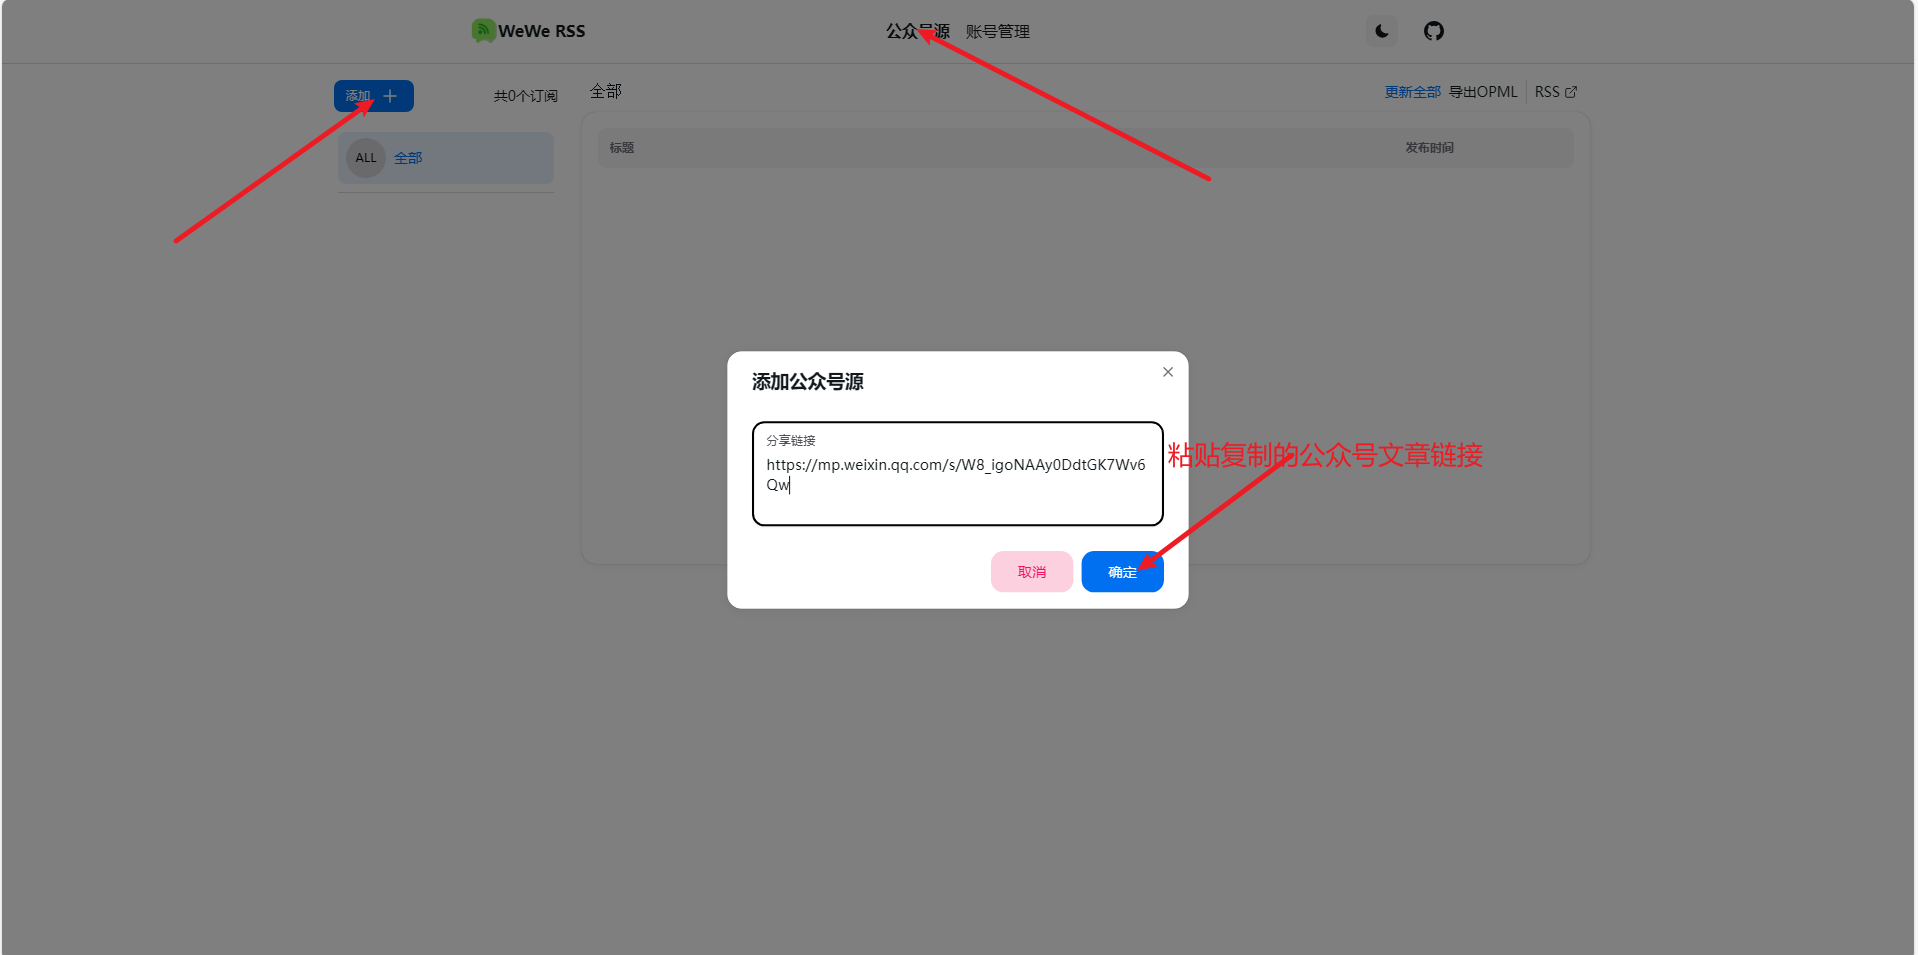 WeWe RSS
公众号源 账号管理
添加
共0个订阅
全部
更新全部 导出OPML RSS
ALL 全部
标题 发布时间
添加公众号源
分享链接
https://mp.weixin.qq.com/s/W8_igoNAAy0DdtGK7Wv6
Qw
粘贴复制的公众号文章链接
取消 确定